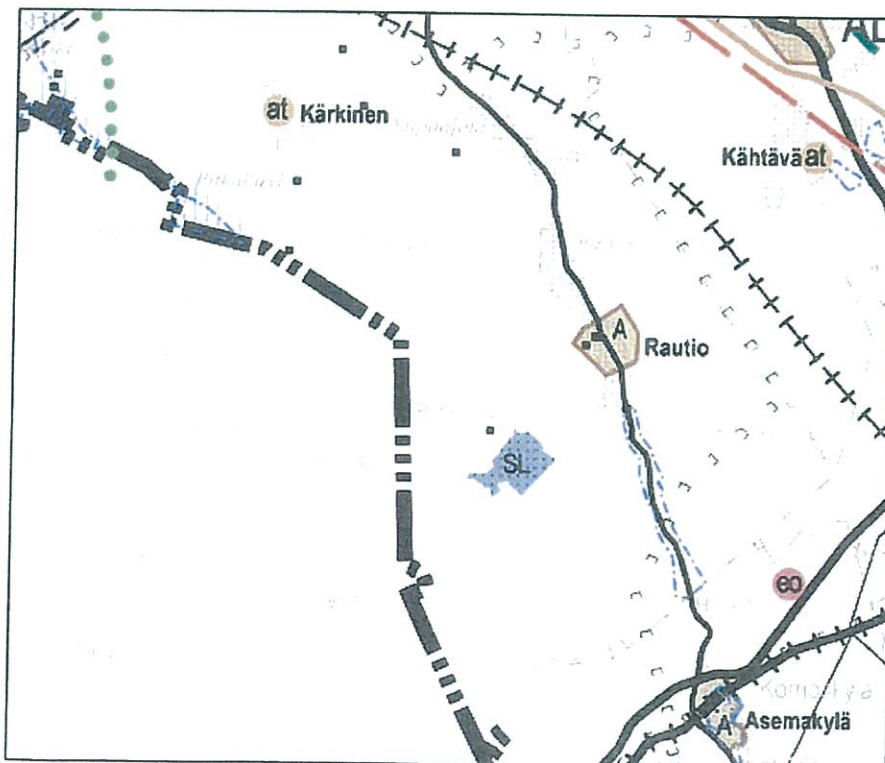 AL
at Kärkinen
Kähtävä at
A
Rautio
SL
eo
A
Asemakylä